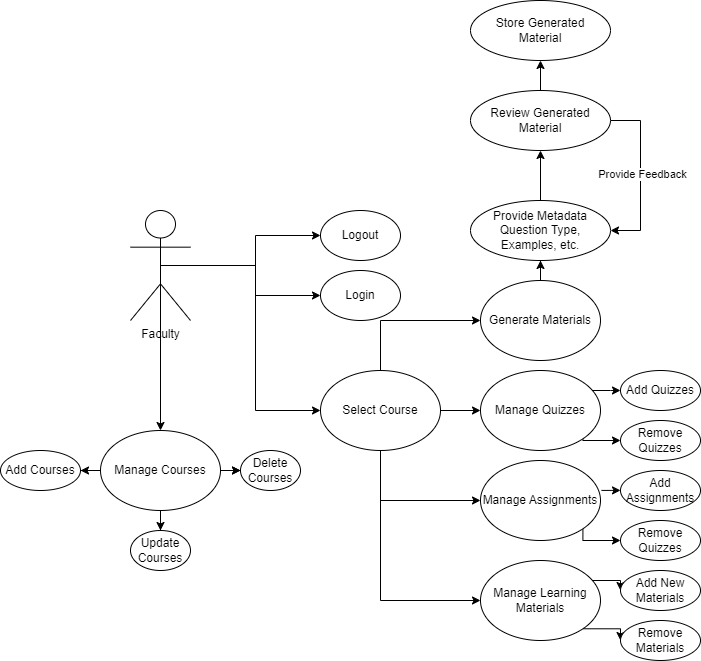 Store Generated
Material
Review Generated
Material
Provide Feedback
Provide Metadata
Question Type,
Examples, etc.
Logout
Login
Generate Materials
Faculty
Select Course
Manage Quizzes
Add Quizzes
Remove
Quizzes
Add Courses
Manage Courses
Delete
Courses
Update
Courses
Manage Assignments
Add
Assignments
Remove
Quizzes
Manage Learning
Materials
Add New
Materials
Remove
Materials